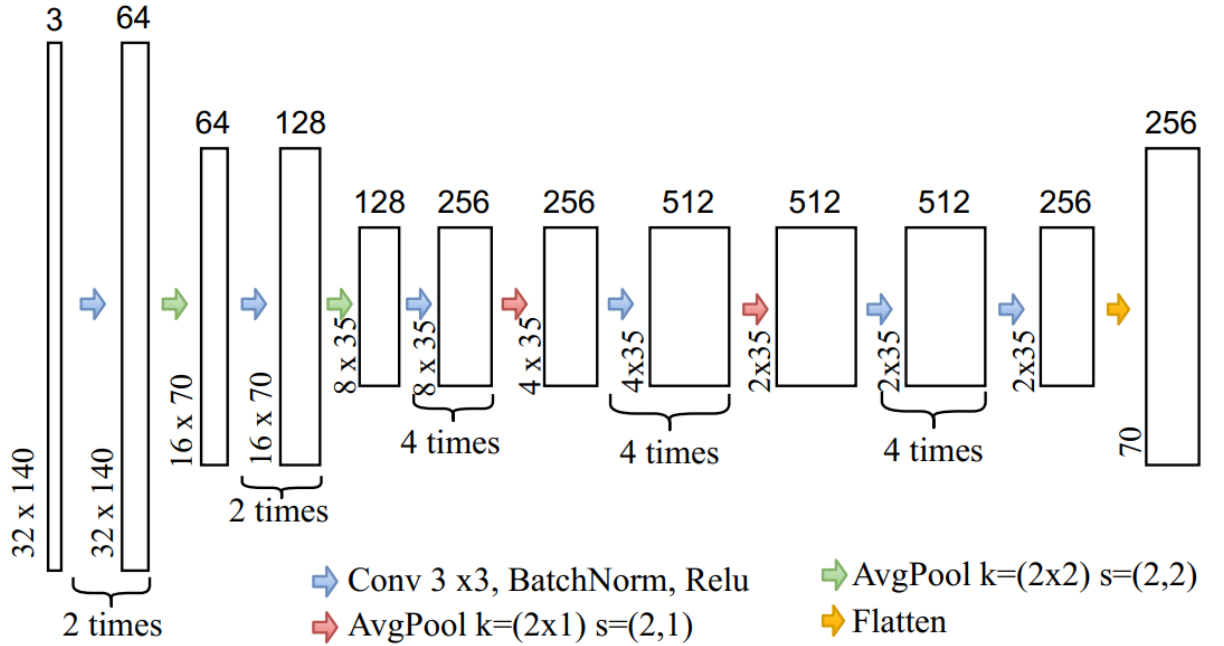 3
64
64
128
128
256
256
512
512
512
256
256
32 x 140
32 x 140
16 x 70
16 x 70
8 x 35
8 x 35
4 x 35
4x35
2x35
2x35
2x35
70
2 times
2 times
4 times
4 times
4 times
Conv 3 x3, BatchNorm, Relu
AvgPool k=(2x2) s=(2,2)
AvgPool k=(2x1) s=(2,1)
Flatten